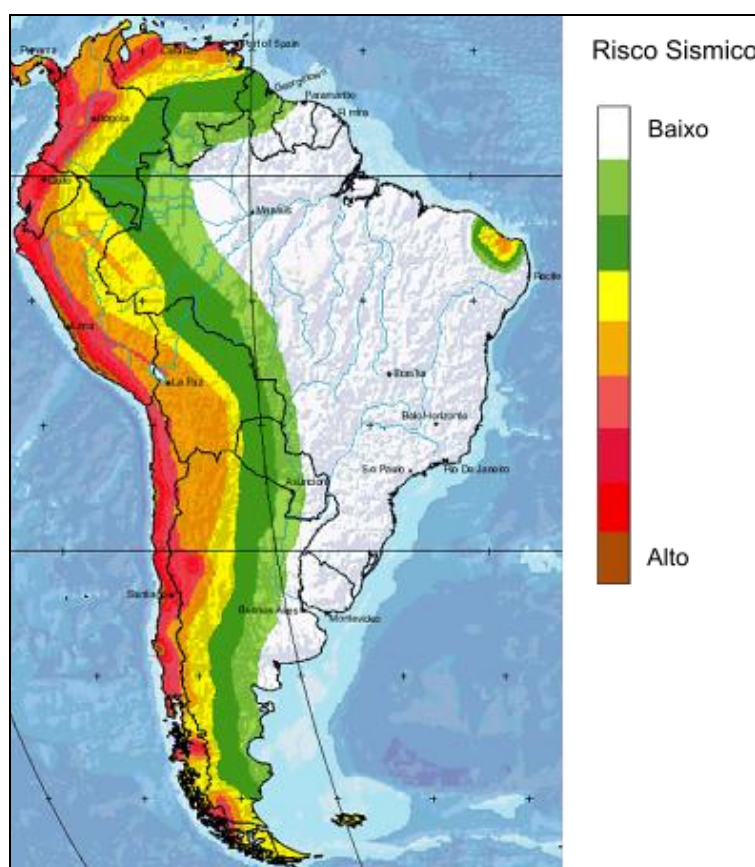 Risco Sismico
Baixo
Alto
Panama
Port of Spain
Georgetown
Paramaribo
Bogota
Quito
Manaus
Recife
Lima
La Paz
Brasilia
Belo Horizonte
Sao Paulo
Rio De Janeiro
Asuncion
Santiago
Buenos Aires
Montevideo